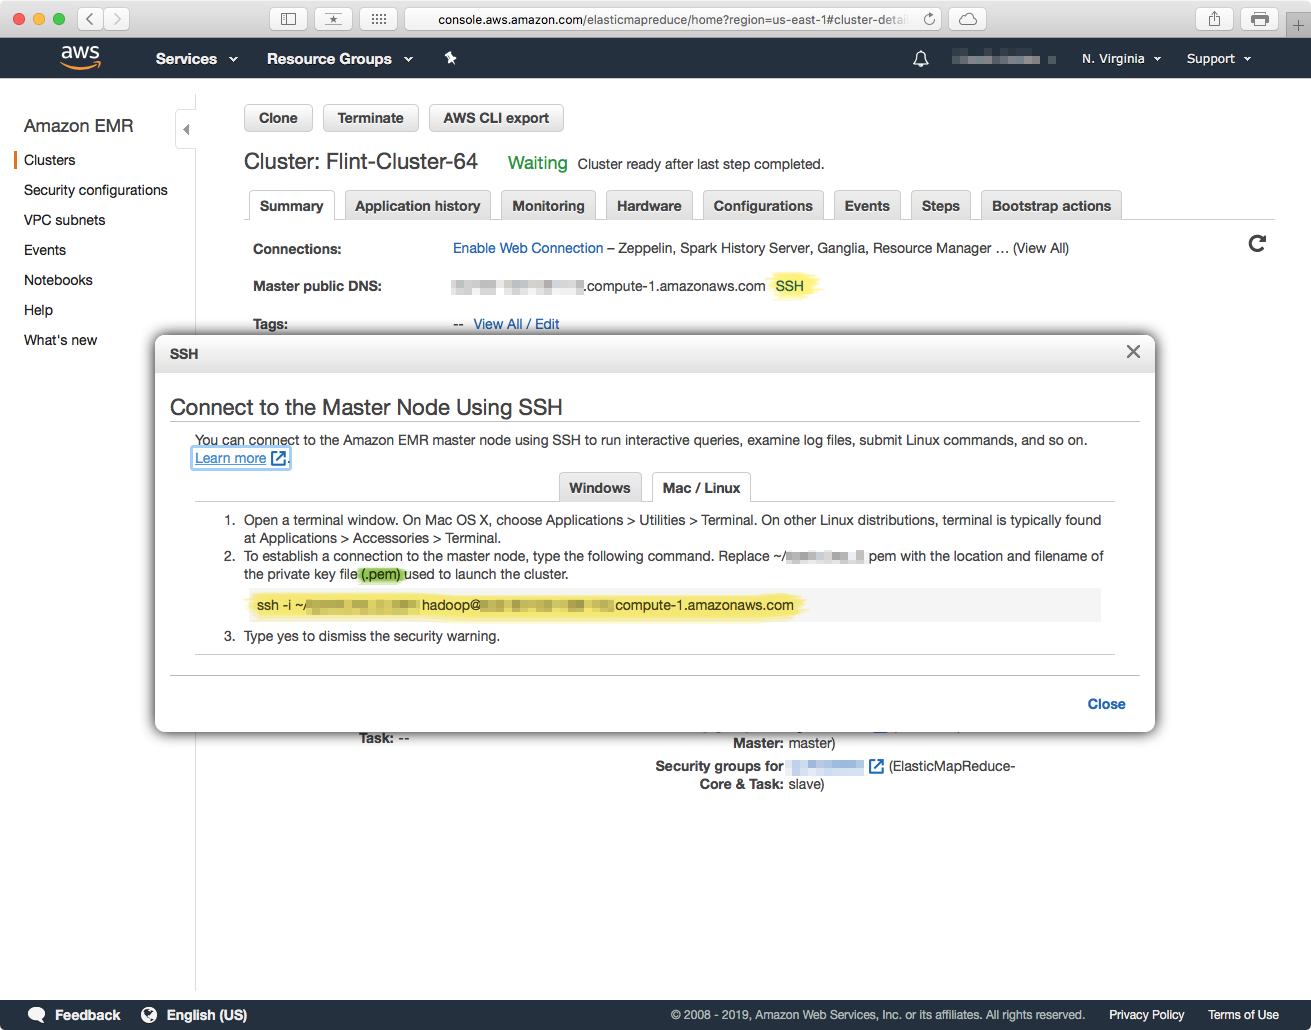 console.aws.amazon.com/elasticmapreduce/home?region=us-east-1#cluster-detai
aws Services Resource Groups N. Virginia Support
Amazon EMR
Clusters
Security configurations
VPC subnets
Events
Notebooks
Help
What's new
Clone Terminate AWS CLI export
Cluster: Flint-Cluster-64 Waiting Cluster ready after last step completed.
Summary Application history Monitoring Hardware Configurations Events Steps Bootstrap actions
Connections: Enable Web Connection – Zeppelin, Spark History Server, Ganglia, Resource Manager … (View All)
Master public DNS: .compute-1.amazonaws.com SSH
Tags: -- View All / Edit
SSH
Connect to the Master Node Using SSH
You can connect to the Amazon EMR master node using SSH to run interactive queries, examine log files, submit Linux commands, and so on.
Learn more .
Windows Mac / Linux
1. Open a terminal window. On Mac OS X, choose Applications > Utilities > Terminal. On other Linux distributions, terminal is typically found
at Applications > Accessories > Terminal.
2. To establish a connection to the master node, type the following command. Replace ~/ pem with the location and filename of
the private key file (.pem) used to launch the cluster.
ssh -i ~/ hadoop@ .compute-1.amazonaws.com
3. Type yes to dismiss the security warning.
Close
Task: --
Master: master)
Security groups for (ElasticMapReduce-
Core & Task: slave)
Feedback English (US) © 2008 - 2019, Amazon Web Services, Inc. or its affiliates. All rights reserved. Privacy Policy Terms of Use